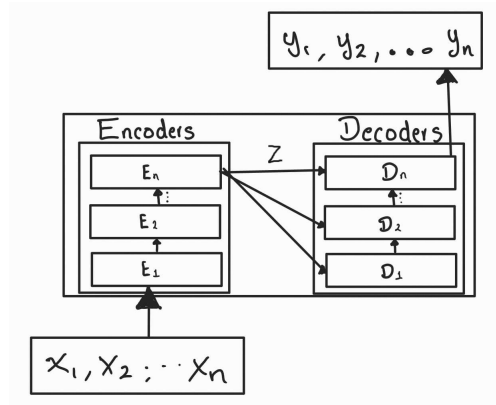 y₁, y₂, ... yₙ
Encoders
Decoders
Z
Eₙ
Dₙ
E₂
D₂
E₁
D₁
x₁, x₂; ... xₙ